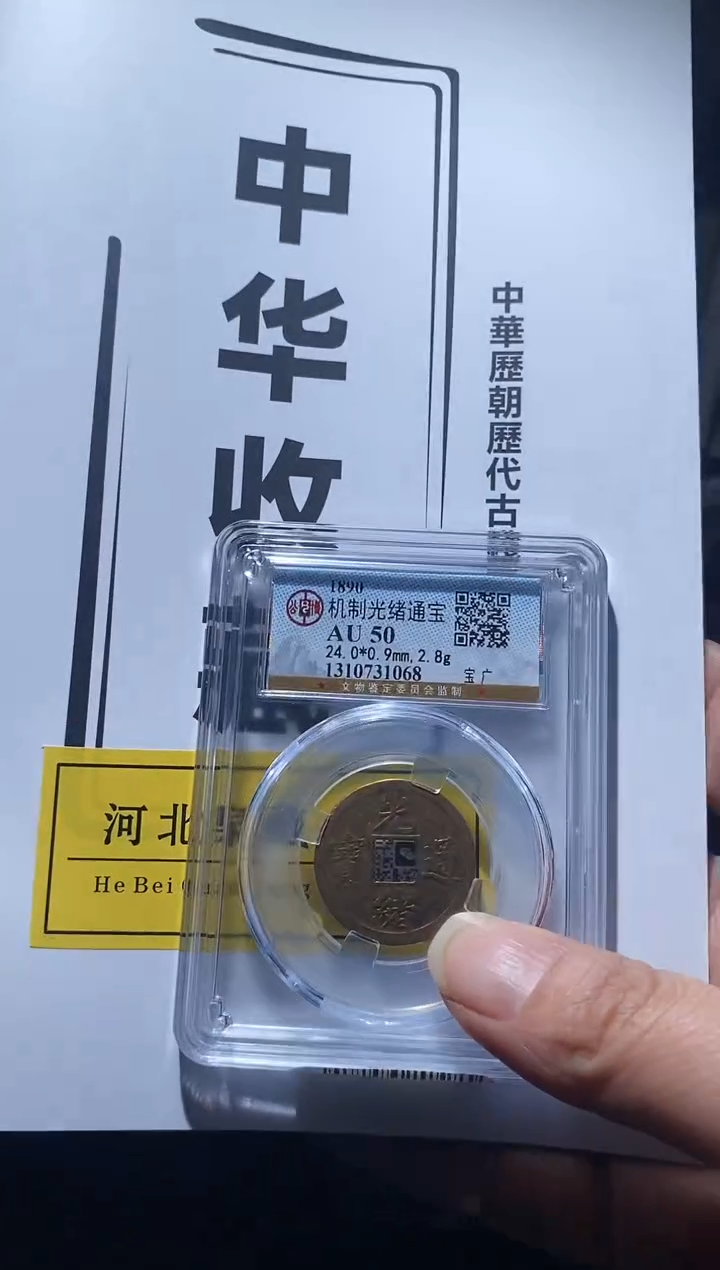 中华收
中華歷朝歷代古
1890
机制光绪通宝
AU 50
24.0*0.9mm,2.8g
1310731068
宝广
文物鉴定委员会监制
河北
He Bei
光緒通寶